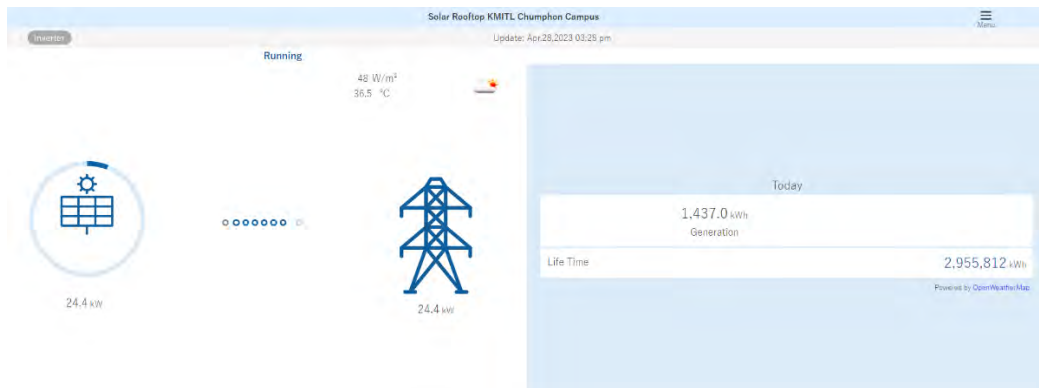 Solar Rooftop KMITL Chumphon Campus
Menu
Inverter
Update: Apr.28,2023 03:25 pm
Running
48 W/m²
36.5 °C
Today
1,437.0 kWh
Generation
Life Time 2,955,812 kWh
Powered by OpenWeatherMap
24.4 kW
24.4 kW